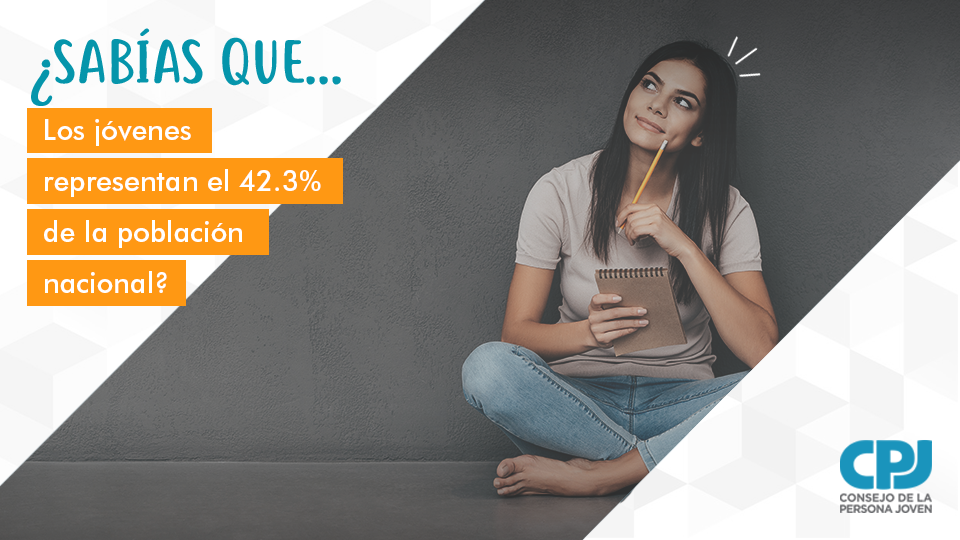 ¿SABÍAS QUE...
Los jóvenes
representan el 42.3%
de la población
nacional?
CPJ
CONSEJO DE LA
PERSONA JOVEN